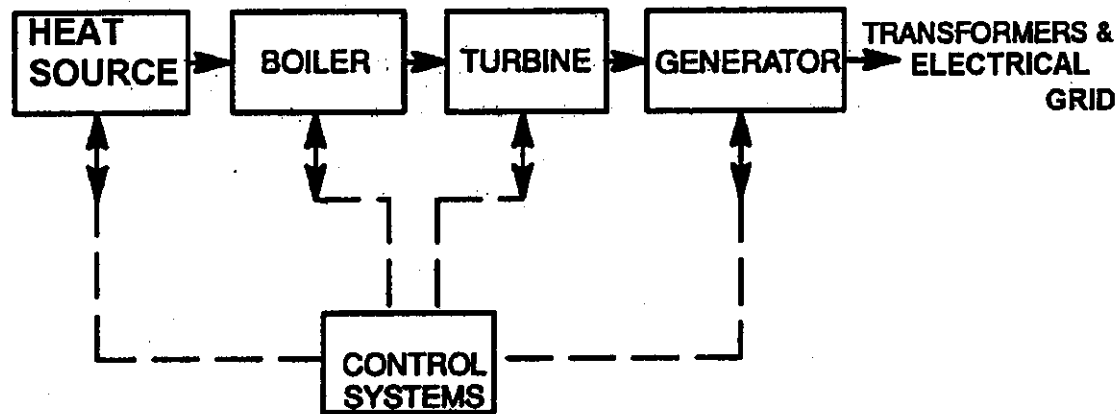 HEAT
SOURCE
BOILER
TURBINE
GENERATOR
TRANSFORMERS &
ELECTRICAL
GRID
CONTROL
SYSTEMS